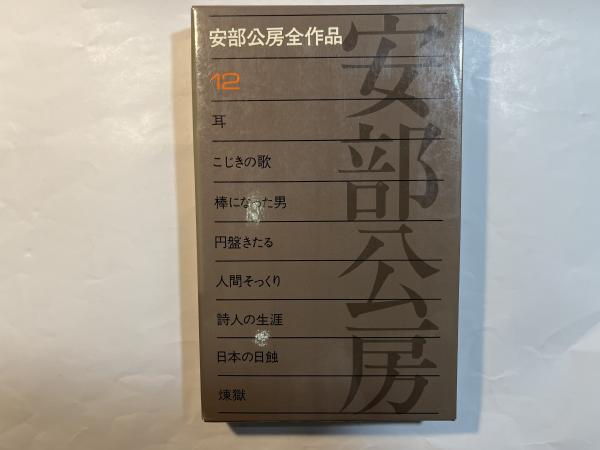 安部公房全作品
12
耳
こじきの歌
棒になった男
円盤きたる
人間そっくり
詩人の生涯
日本の日蝕
煉獄
安部公房